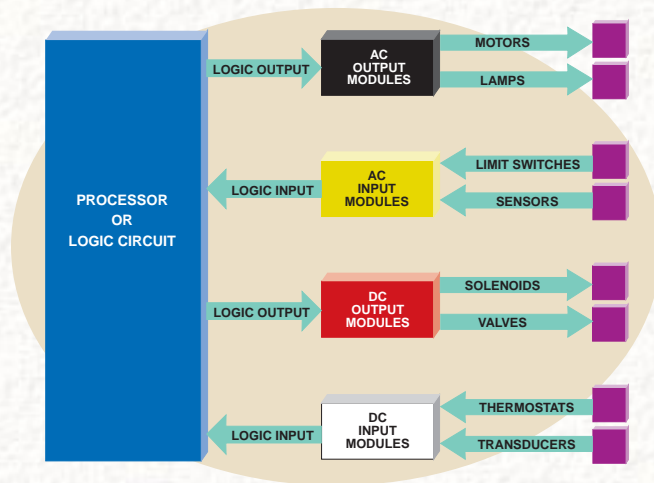 PROCESSOR
OR
LOGIC CIRCUIT
LOGIC OUTPUT
AC
OUTPUT
MODULES
MOTORS
LAMPS
LOGIC INPUT
AC
INPUT
MODULES
LIMIT SWITCHES
SENSORS
LOGIC OUTPUT
DC
OUTPUT
MODULES
SOLENOIDS
VALVES
LOGIC INPUT
DC
INPUT
MODULES
THERMOSTATS
TRANSDUCERS